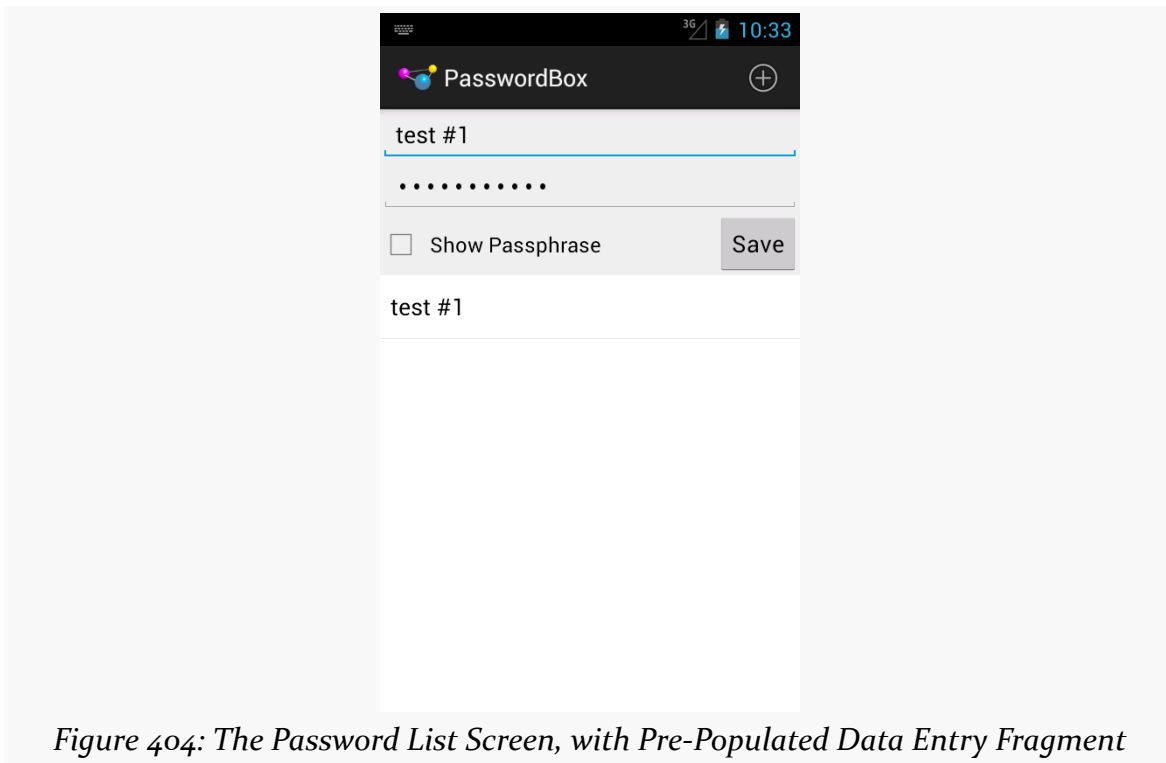 3G 10:33
PasswordBox
test #1
•••••••••••
Show Passphrase Save
test #1
Figure 404: The Password List Screen, with Pre-Populated Data Entry Fragment